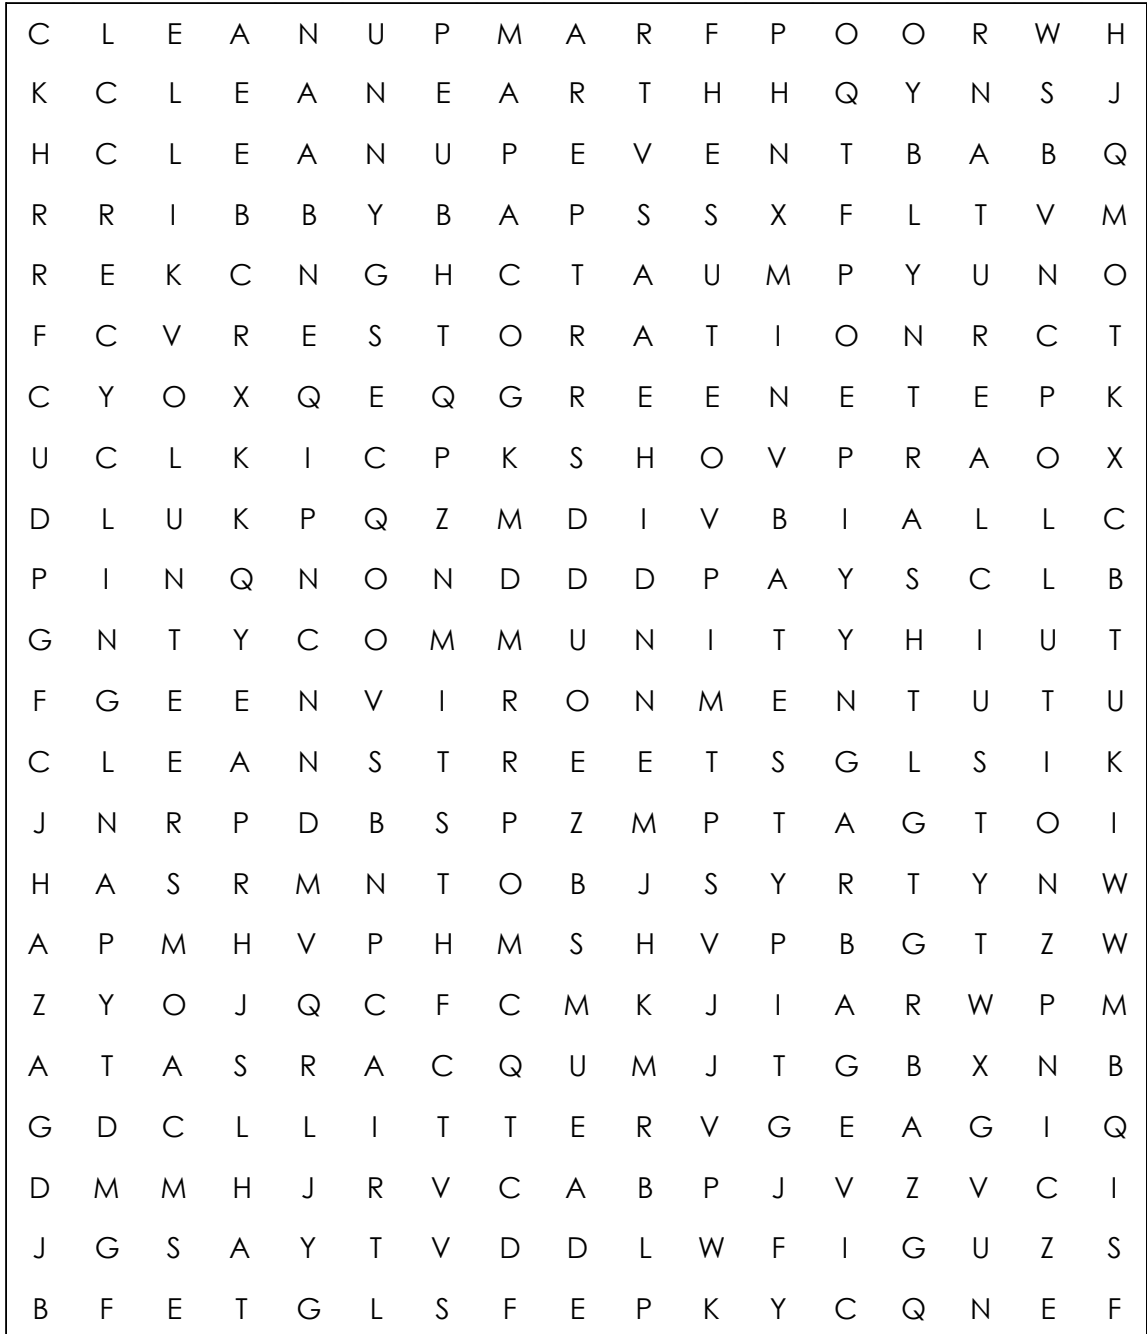 C L E A N U P M A R F P O O R W H
K C L E A N E A R T H H Q Y N S J
H C L E A N U P E V E N T B A B Q
R R I B B Y B A P S S X F L T V M
R E K C N G H C T A U M P Y U N O
F C V R E S T O R A T I O N R C T
C Y O X Q E Q G R E E N E T E P K
U C L K I C P K S H O V P R A O X
D L U K P Q Z M D I V B I A L L C
P I N Q N O N D D D P A Y S C L B
G N T Y C O M M U N I T Y H I U T
F G E E N V I R O N M E N T U T U
C L E A N S T R E E T S G L S I K
J N R P D B S P Z M P T A G T O I
H A S R M N T O B J S Y R T Y N W
A P M H V P H M S H V P B G T Z W
Z Y O J Q C F C M K J I A R W P M
A T A S R A C Q U M J T G B X N B
G D C L L I T T E R V G E A G I Q
D M M H J R V C A B P J V Z V C I
J G S A Y T V D D L W F I G U Z S
B F E T G L S F E P K Y C Q N E F